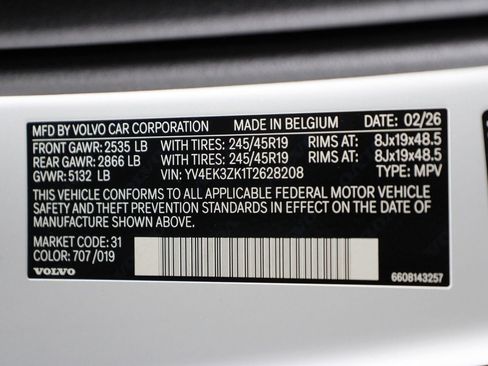 MFD BY VOLVO CAR CORPORATION MADE IN BELGIUM DATE: 02/26
FRONT GAWR: 2535 LB WITH TIRES: 245/45R19 RIMS AT: 8Jx19x48.5
REAR GAWR: 2866 LB WITH TIRES: 245/45R19 RIMS AT: 8Jx19x48.5
GVWR: 5132 LB VIN: YV4EK3ZK1T2628208 TYPE: MPV
THIS VEHICLE CONFORMS TO ALL APPLICABLE FEDERAL MOTOR VEHICLE
SAFETY AND THEFT PREVENTION STANDARDS IN EFFECT ON THE DATE OF
MANUFACTURE SHOWN ABOVE.
MARKET CODE: 31
COLOR: 707/019
VOLVO 6608143257